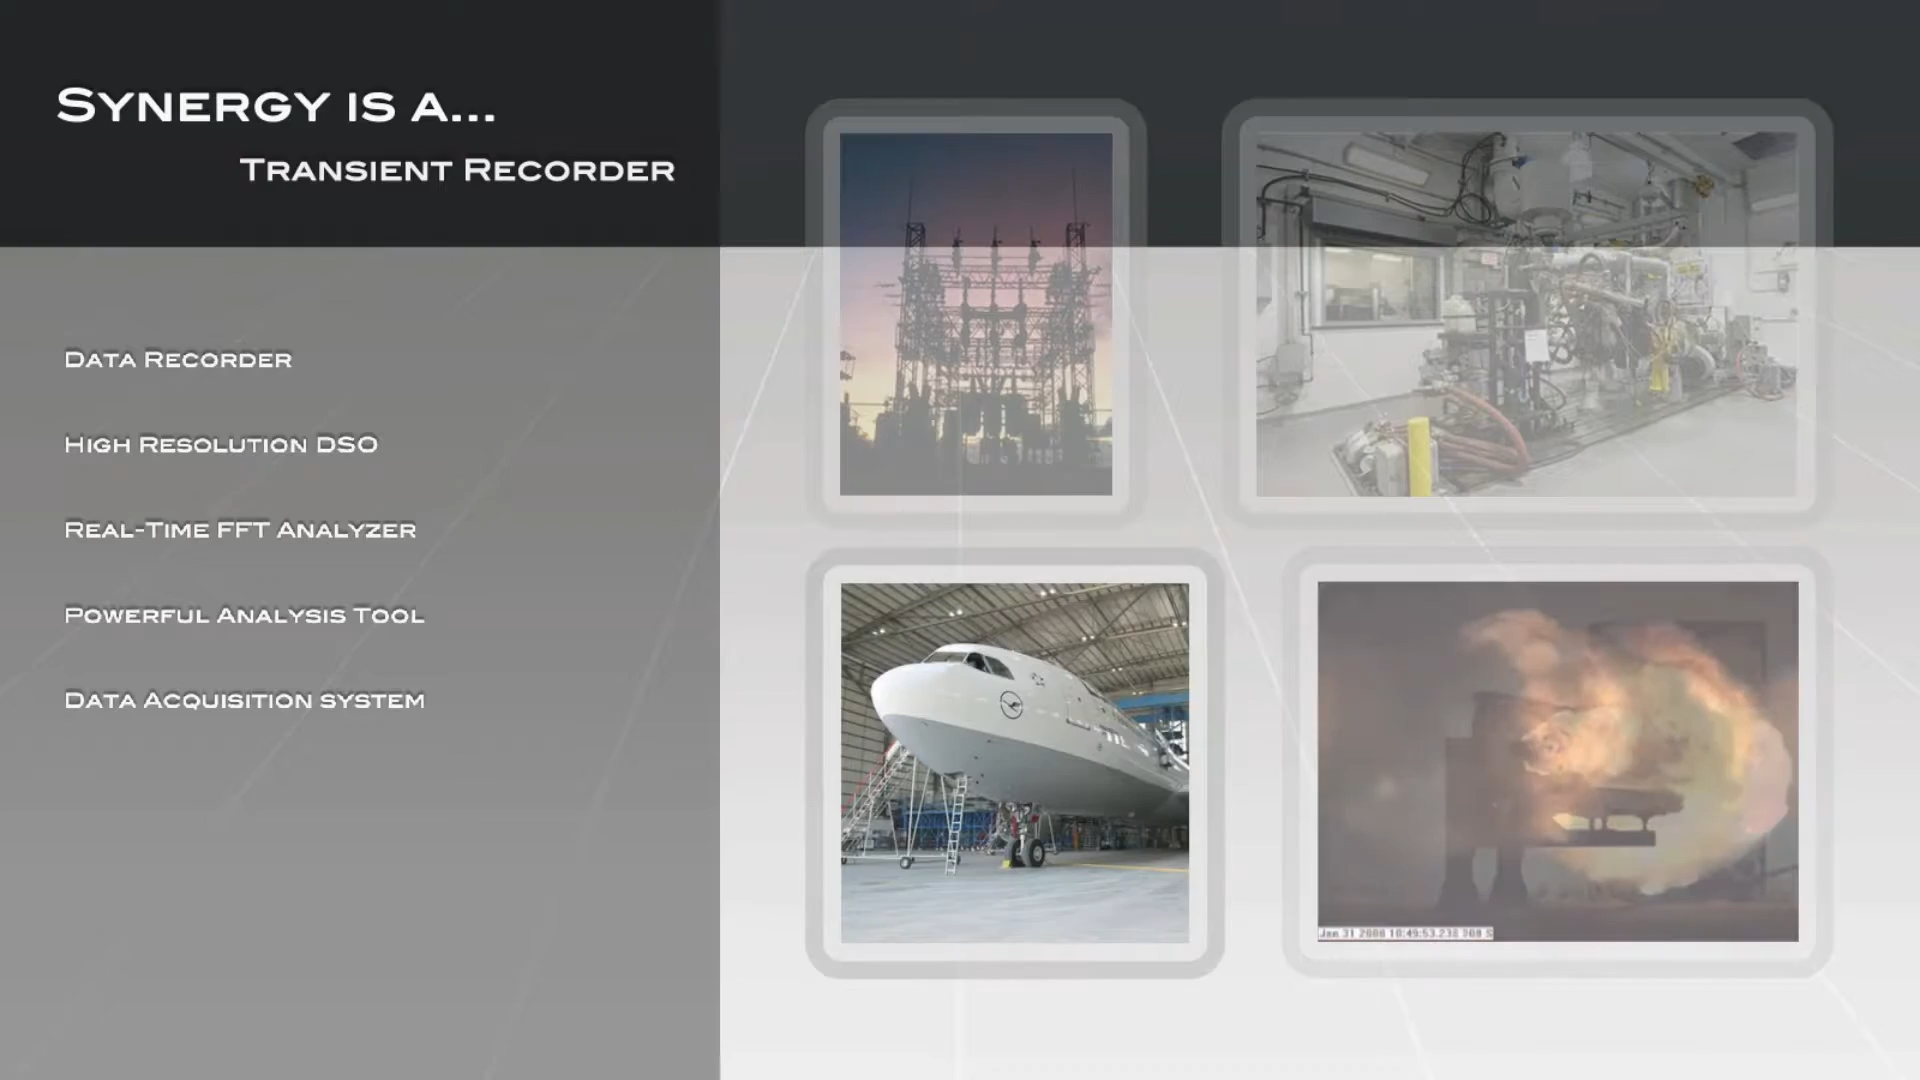 Synergy is a...
Transient Recorder
Data Recorder
High Resolution DSO
Real-Time FFT Analyzer
Powerful Analysis Tool
Data Acquisition system